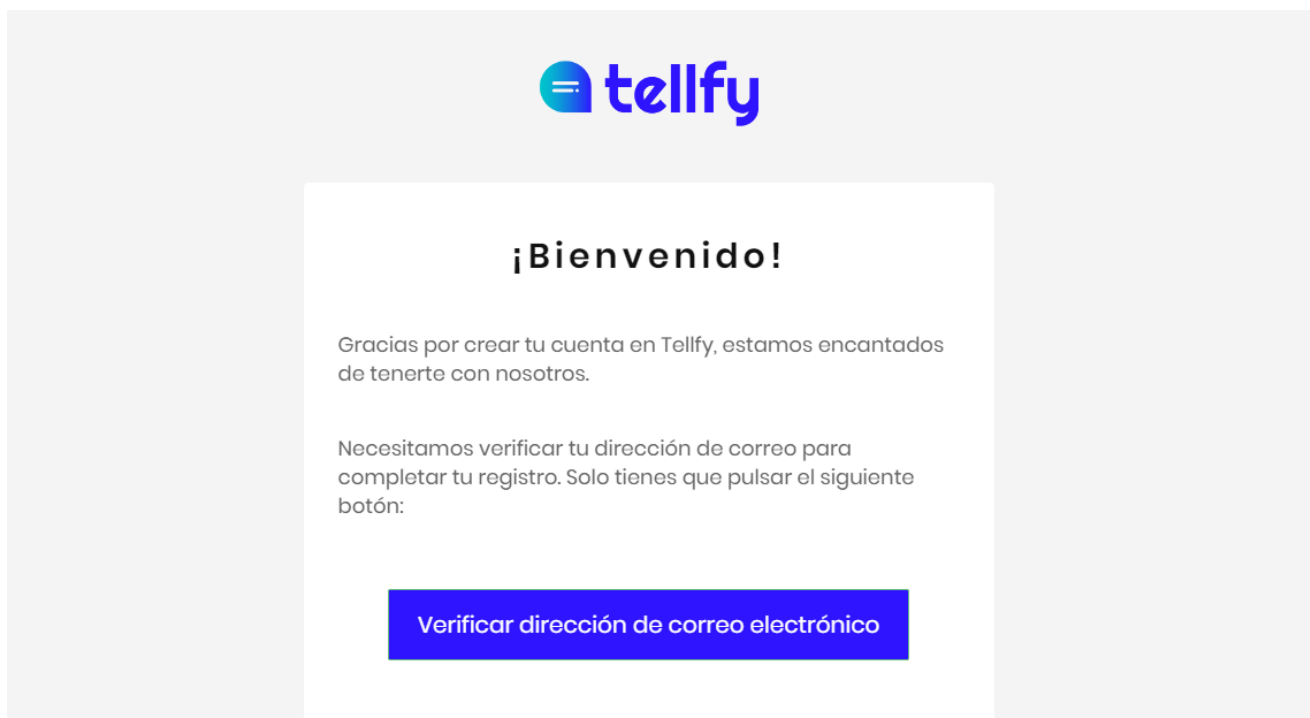 tellfy
¡Bienvenido!
Gracias por crear tu cuenta en Tellfy, estamos encantados
de tenerte con nosotros.
Necesitamos verificar tu dirección de correo para
completar tu registro. Solo tienes que pulsar el siguiente
botón:
Verificar dirección de correo electrónico